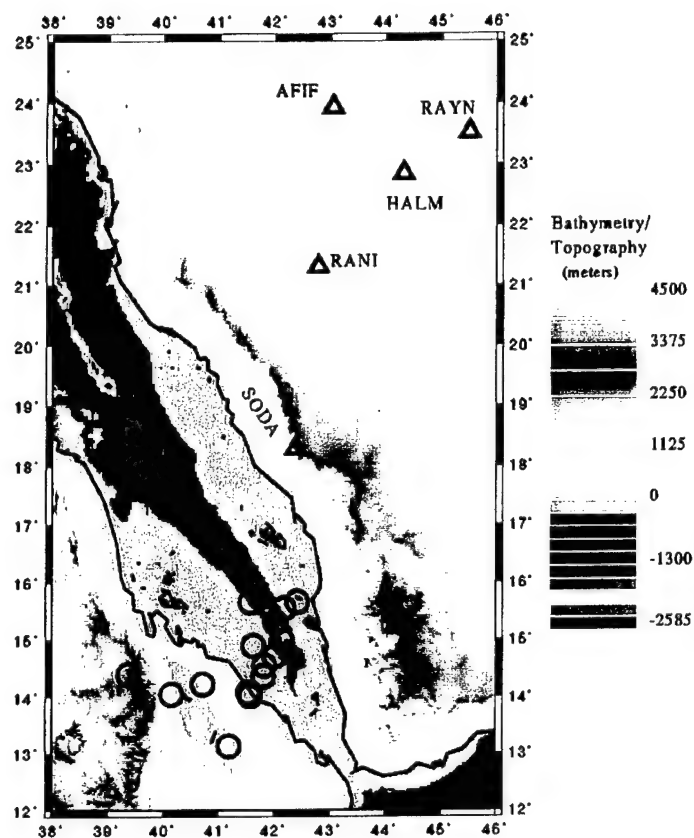 38° 39° 40° 41° 42° 43° 44° 45° 46°
25° 25°
AFIF
24° 24°
RAYN
23° 23°
HALM
22° 22°
RANI
21° 21°
20° 20°
19° 19°
SODA
18° 18°
17° 17°
16° 16°
15° 15°
14° 14°
13° 13°
12° 12°
38° 39° 40° 41° 42° 43° 44° 45° 46°
Bathymetry/
Topography
(meters)
4500
3375
2250
1125
0
-1300
-2585